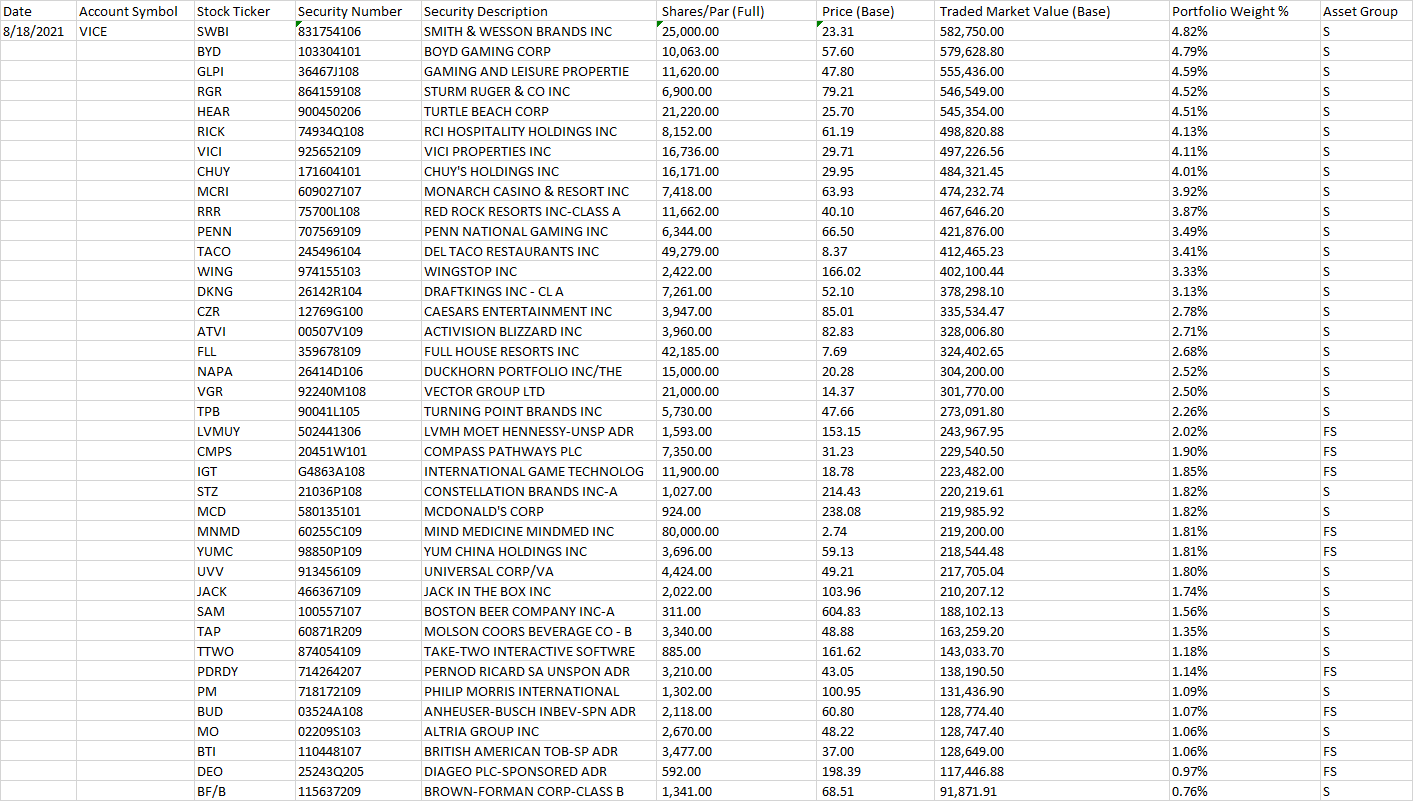 Date Account Symbol Stock Ticker Security Number Security Description Shares/Par (Full) Price (Base) Traded Market Value (Base) Portfolio Weight % Asset Group
8/18/2021 VICE SWBI 831754106 SMITH & WESSON BRANDS INC 25,000.00 23.31 582,750.00 4.82% S
BYD 103304101 BOYD GAMING CORP 10,063.00 57.60 579,628.80 4.79% S
GLPI 36467J108 GAMING AND LEISURE PROPERTIE 11,620.00 47.80 555,436.00 4.59% S
RGR 864159108 STURM RUGER & CO INC 6,900.00 79.21 546,549.00 4.52% S
HEAR 900450206 TURTLE BEACH CORP 21,220.00 25.70 545,354.00 4.51% S
RICK 74934Q108 RCI HOSPITALITY HOLDINGS INC 8,152.00 61.19 498,820.88 4.13% S
VICI 925652109 VICI PROPERTIES INC 16,736.00 29.71 497,226.56 4.11% S
CHUY 171604101 CHUY'S HOLDINGS INC 16,171.00 29.95 484,321.45 4.01% S
MCRI 609027107 MONARCH CASINO & RESORT INC 7,418.00 63.93 474,232.74 3.92% S
RRR 75700L108 RED ROCK RESORTS INC-CLASS A 11,662.00 40.10 467,646.20 3.87% S
PENN 707569109 PENN NATIONAL GAMING INC 6,344.00 66.50 421,876.00 3.49% S
TACO 245496104 DEL TACO RESTAURANTS INC 49,279.00 8.37 412,465.23 3.41% S
WING 974155103 WINGSTOP INC 2,422.00 166.02 402,100.44 3.33% S
DKNG 26142R104 DRAFTKINGS INC - CL A 7,261.00 52.10 378,298.10 3.13% S
CZR 12769G100 CAESARS ENTERTAINMENT INC 3,947.00 85.01 335,534.47 2.78% S
ATVI 00507V109 ACTIVISION BLIZZARD INC 3,960.00 82.83 328,006.80 2.71% S
FLL 359678109 FULL HOUSE RESORTS INC 42,185.00 7.69 324,402.65 2.68% S
NAPA 26414D106 DUCKHORN PORTFOLIO INC/THE 15,000.00 20.28 304,200.00 2.52% S
VGR 92240M108 VECTOR GROUP LTD 21,000.00 14.37 301,770.00 2.50% S
TPB 90041L105 TURNING POINT BRANDS INC 5,730.00 47.66 273,091.80 2.26% S
LVMUY 502441306 LVMH MOET HENNESSY-UNSP ADR 1,593.00 153.15 243,967.95 2.02% FS
CMPS 20451W101 COMPASS PATHWAYS PLC 7,350.00 31.23 229,540.50 1.90% FS
IGT G4863A108 INTERNATIONAL GAME TECHNOLOG 11,900.00 18.78 223,482.00 1.85% FS
STZ 21036P108 CONSTELLATION BRANDS INC-A 1,027.00 214.43 220,219.61 1.82% S
MCD 580135101 MCDONALD'S CORP 924.00 238.08 219,985.92 1.82% S
MNMD 60255C109 MIND MEDICINE MINDMED INC 80,000.00 2.74 219,200.00 1.81% FS
YUMC 98850P109 YUM CHINA HOLDINGS INC 3,696.00 59.13 218,544.48 1.81% FS
UVV 913456109 UNIVERSAL CORP/VA 4,424.00 49.21 217,705.04 1.80% S
JACK 466367109 JACK IN THE BOX INC 2,022.00 103.96 210,207.12 1.74% S
SAM 100557107 BOSTON BEER COMPANY INC-A 311.00 604.83 188,102.13 1.56% S
TAP 60871R209 MOLSON COORS BEVERAGE CO - B 3,340.00 48.88 163,259.20 1.35% S
TTWO 874054109 TAKE-TWO INTERACTIVE SOFTWRE 885.00 161.62 143,033.70 1.18% S
PDRDY 714264207 PERNOD RICARD SA UNSPON ADR 3,210.00 43.05 138,190.50 1.14% FS
PM 718172109 PHILIP MORRIS INTERNATIONAL 1,302.00 100.95 131,436.90 1.09% S
BUD 03524A108 ANHEUSER-BUSCH INBEV-SPN ADR 2,118.00 60.80 128,774.40 1.07% FS
MO 02209S103 ALTRIA GROUP INC 2,670.00 48.22 128,747.40 1.06% S
BTI 110448107 BRITISH AMERICAN TOB-SP ADR 3,477.00 37.00 128,649.00 1.06% FS
DEO 25243Q205 DIAGEO PLC-SPONSORED ADR 592.00 198.39 117,446.88 0.97% FS
BF/B 115637209 BROWN-FORMAN CORP-CLASS B 1,341.00 68.51 91,871.91 0.76% S